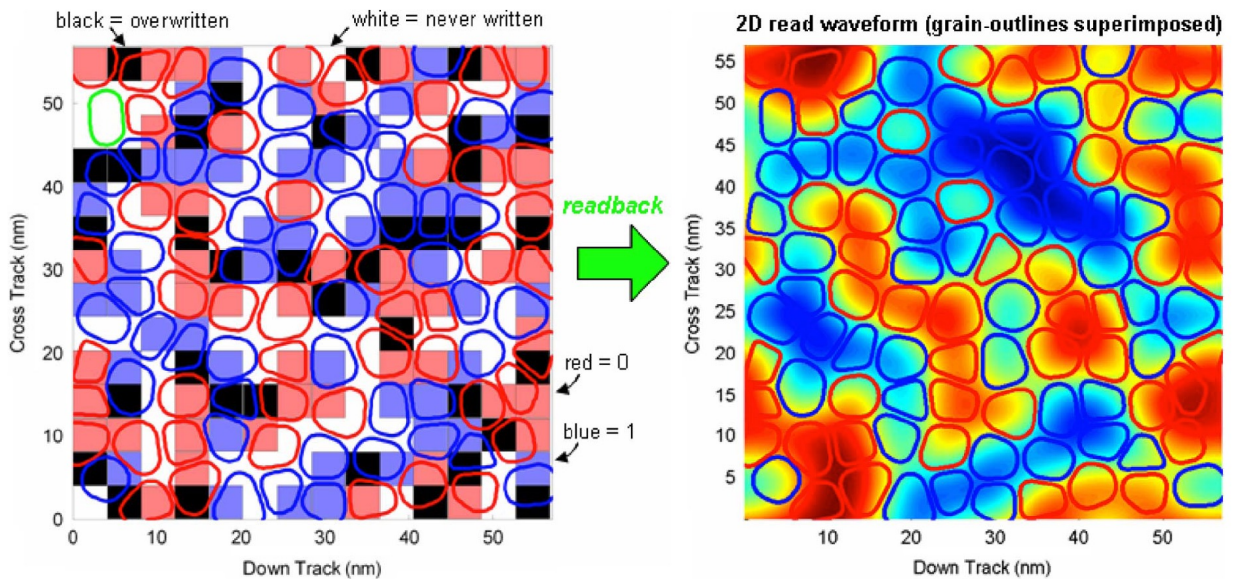 black = overwritten
white = never written
2D read waveform (grain-outlines superimposed)
50
40
30
20
10
0
Cross Track (nm)
0 10 20 30 40 50
Down Track (nm)
readback
red = 0
blue = 1
55
50
45
40
35
30
25
20
15
10
5
Cross Track (nm)
10 20 30 40 50
Down Track (nm)